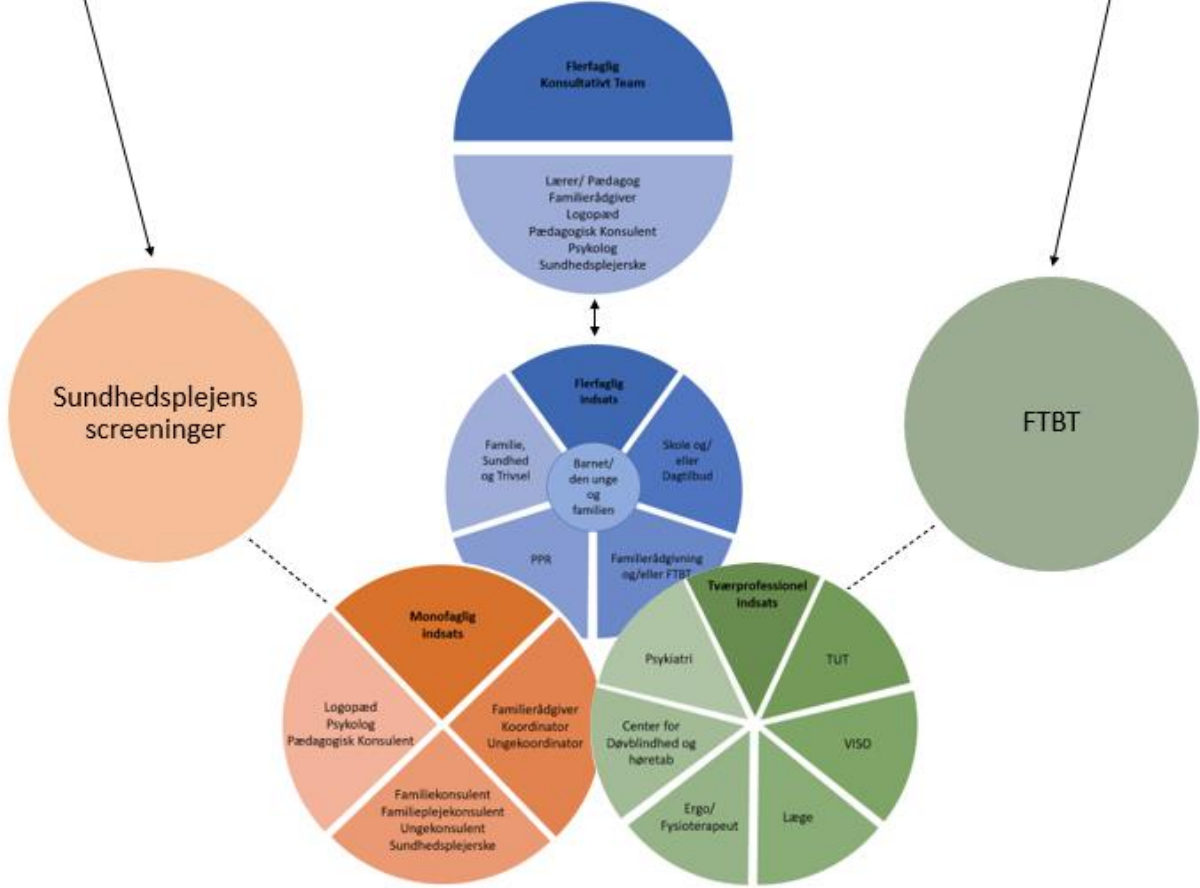 Flerfaglig
Konsultativt Team
Lærer/ Pædagog
Familierådgiver
Logopæd
Pædagogisk Konsulent
Psykolog
Sundhedsplejerske
Sundhedsplejens
screeninger
FTBT
Flerfaglig
indsats
Familie,
Sundhed
og Trivsel
Skole og/
eller
Dagtilbud
Barnet/
den unge
og
familien
PPR
Familierådgivning
og/eller FTBT
Monofaglig
indsats
Logopæd
Psykolog
Pædagogisk Konsulent
Familierådgiver
Koordinator
Ungekoordinator
Familiekonsulent
Familieplejekonsulent
Ungekonsulent
Sundhedsplejerske
Tværprofessionel
indsats
Psykiatri
TUT
Center for
Døvblindhed og
høretab
VISO
Ergo/
Fysioterapeut
Læge